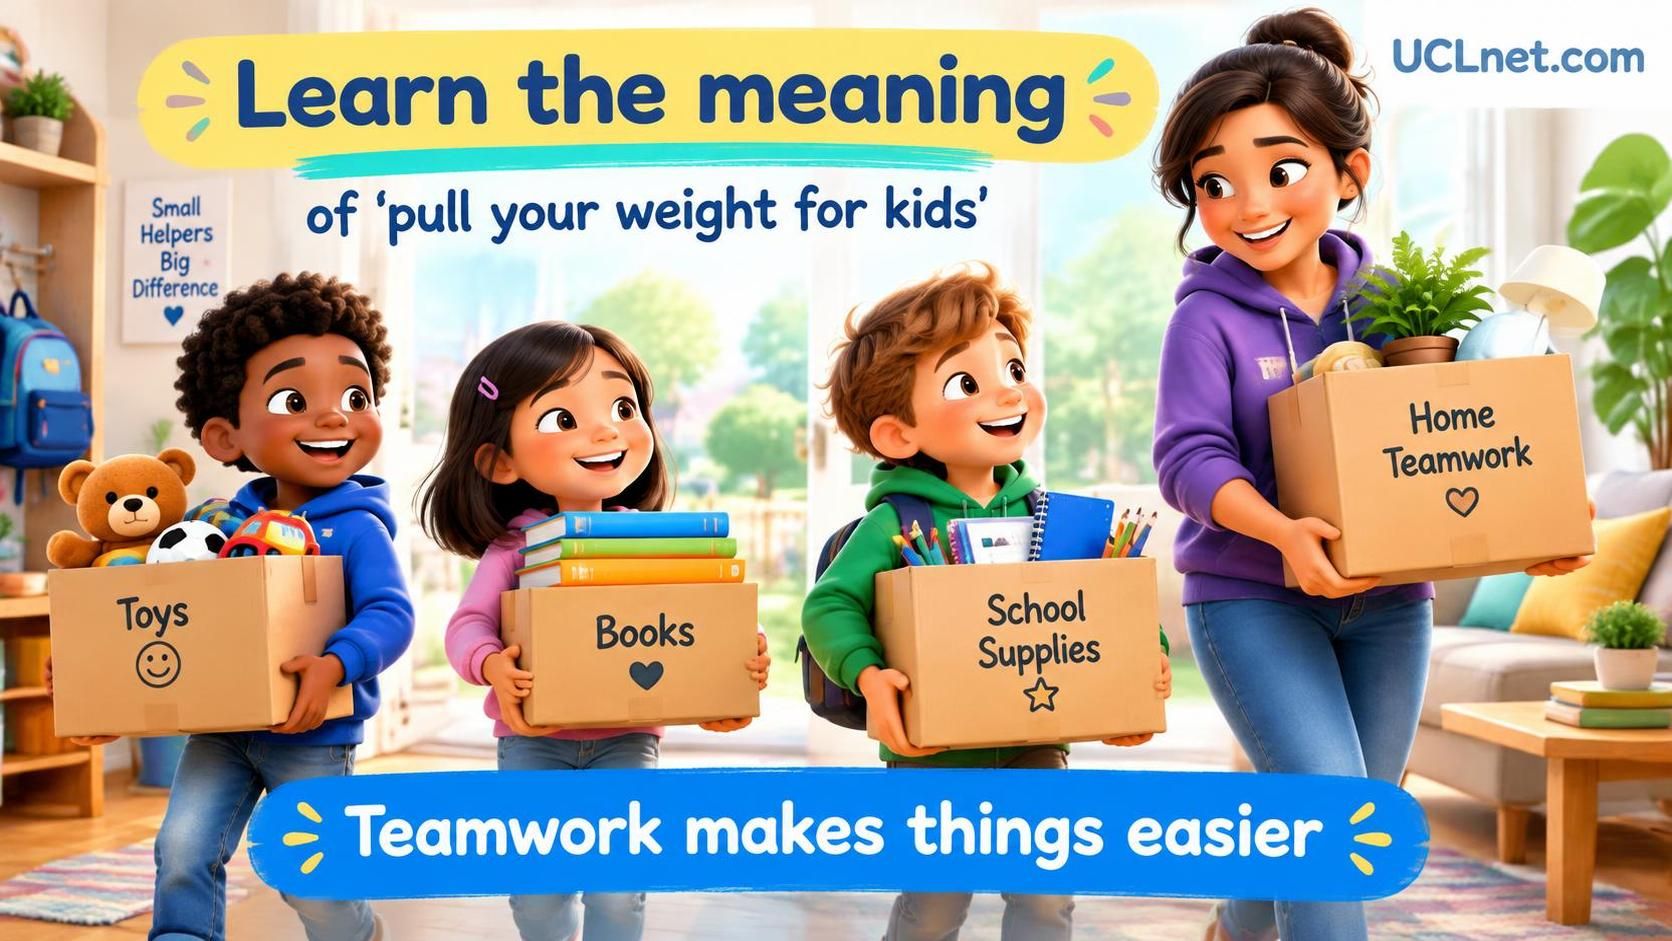 Learn the meaning
of ‘pull your weight for kids’
UCLnet.com
Small
Helpers
Big
Difference
Toys
Books
School
Supplies
Home
Teamwork
Teamwork makes things easier